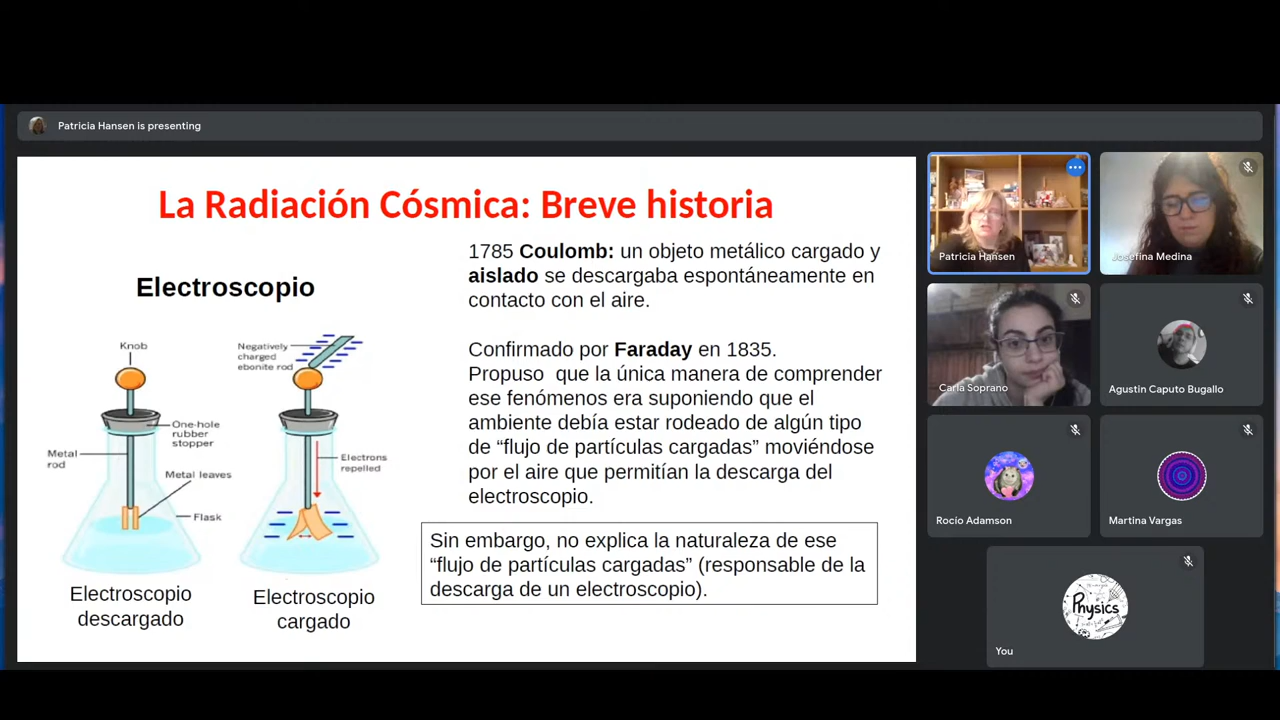 Patricia Hansen is presenting
La Radiación Cósmica: Breve historia
Electroscopio
Knob
One-hole
rubber
stopper
Metal
rod
Metal leaves
Flask
Electroscopio
descargado
Negatively
charged
ebonite rod
Electrons
repelled
Electroscopio
cargado
1785 Coulomb: un objeto metálico cargado y
aislado se descargaba espontáneamente en
contacto con el aire.
Confirmado por Faraday en 1835.
Propuso que la única manera de comprender
ese fenómenos era suponiendo que el
ambiente debía estar rodeado de algún tipo
de “flujo de partículas cargadas” moviéndose
por el aire que permitían la descarga del
electroscopio.
Sin embargo, no explica la naturaleza de ese
“flujo de partículas cargadas” (responsable de la
descarga de un electroscopio).
Patricia Hansen
Josefina Medina
Carla Soprano
Agustin Caputo Bugallo
Rocío Adamson
Martina Vargas
Physics
You